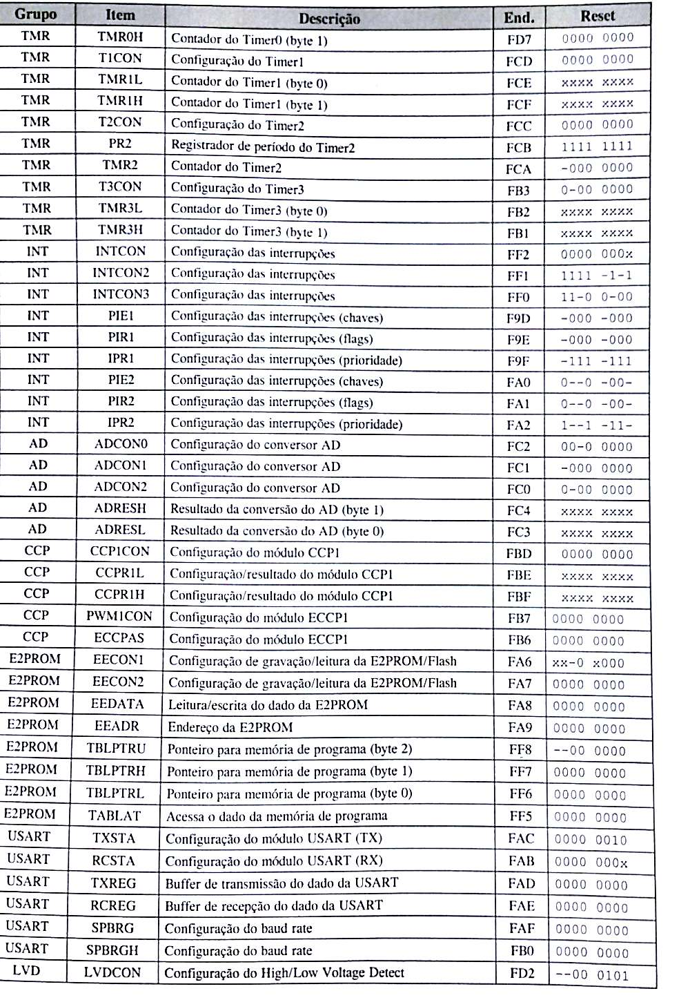 Grupo Item Descrição End. Reset
TMR TMR0H Contador do Timer0 (byte 1) FD7 0000 0000
TMR T1CON Configuração do Timer1 FCD 0000 0000
TMR TMR1L Contador do Timer1 (byte 0) FCE xxxx xxxx
TMR TMR1H Contador do Timer1 (byte 1) FCF xxxx xxxx
TMR T2CON Configuração do Timer2 FCC 0000 0000
TMR PR2 Registrador de período do Timer2 FCB 1111 1111
TMR TMR2 Contador do Timer2 FCA -000 0000
TMR T3CON Configuração do Timer3 FB3 0-00 0000
TMR TMR3L Contador do Timer3 (byte 0) FB2 xxxx xxxx
TMR TMR3H Contador do Timer3 (byte 1) FB1 xxxx xxxx
INT INTCON Configuração das interrupções FF2 0000 000x
INT INTCON2 Configuração das interrupções FF1 1111 -1-1
INT INTCON3 Configuração das interrupções FF0 11-0 0-00
INT PIE1 Configuração das interrupções (chaves) F9D -000 -000
INT PIR1 Configuração das interrupções (flags) F9E -000 -000
INT IPR1 Configuração das interrupções (prioridade) F9F -111 -111
INT PIE2 Configuração das interrupções (chaves) FA0 0--0 -00-
INT PIR2 Configuração das interrupções (flags) FA1 0--0 -00-
INT IPR2 Configuração das interrupções (prioridade) FA2 1--1 -11-
AD ADCON0 Configuração do conversor AD FC2 00-0 0000
AD ADCON1 Configuração do conversor AD FC1 -000 0000
AD ADCON2 Configuração do conversor AD FC0 0-00 0000
AD ADRESH Resultado da conversão do AD (byte 1) FC4 xxxx xxxx
AD ADRESL Resultado da conversão do AD (byte 0) FC3 xxxx xxxx
CCP CCP1CON Configuração do módulo CCP1 FBD 0000 0000
CCP CCPR1L Configuração/resultado do módulo CCP1 FBE xxxx xxxx
CCP CCPR1H Configuração/resultado do módulo CCP1 FBF xxxx xxxx
CCP PWM1CON Configuração do módulo ECCP1 FB7 0000 0000
CCP ECCPAS Configuração do módulo ECCP1 FB6 0000 0000
E2PROM EECON1 Configuração de gravação/leitura da E2PROM/Flash FA6 xx-0 x000
E2PROM EECON2 Configuração de gravação/leitura da E2PROM/Flash FA7 0000 0000
E2PROM EEDATA Leitura/escrita do dado da E2PROM FA8 0000 0000
E2PROM EEADR Endereço da E2PROM FA9 0000 0000
E2PROM TBLPTRU Ponteiro para memória de programa (byte 2) FF8 --00 0000
E2PROM TBLPTRH Ponteiro para memória de programa (byte 1) FF7 0000 0000
E2PROM TBLPTRL Ponteiro para memória de programa (byte 0) FF6 0000 0000
E2PROM TABLAT Acessa o dado da memória de programa FF5 0000 0000
USART TXSTA Configuração do módulo USART (TX) FAC 0000 0010
USART RCSTA Configuração do módulo USART (RX) FAB 0000 000x
USART TXREG Buffer de transmissão do dado da USART FAD 0000 0000
USART RCREG Buffer de recepção do dado da USART FAE 0000 0000
USART SPBRG Configuração do baud rate FAF 0000 0000
USART SPBRGH Configuração do baud rate FB0 0000 0000
LVD LVDCON Configuração do High/Low Voltage Detect FD2 --00 0101